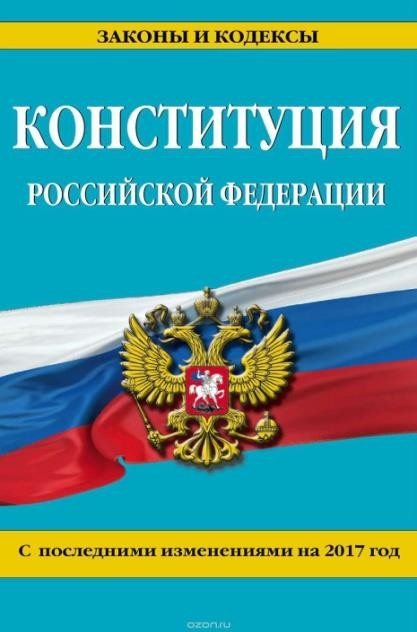 ЗАКОНЫ И КОДЕКСЫ
КОНСТИТУЦИЯ
РОССИЙСКОЙ ФЕДЕРАЦИИ
С последними изменениями на 2017 год
ozon.ru